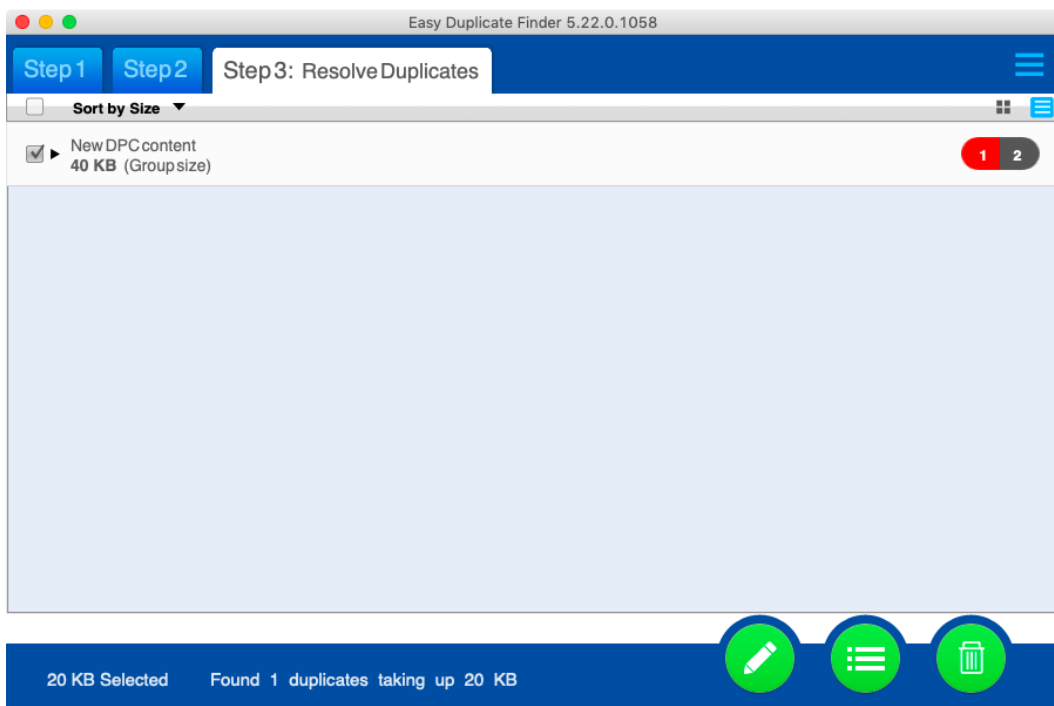 Easy Duplicate Finder 5.22.0.1058
Step 1 Step 2 Step 3: Resolve Duplicates
Sort by Size
New DPC content
40 KB (Group size)
1 2
20 KB Selected Found 1 duplicates taking up 20 KB